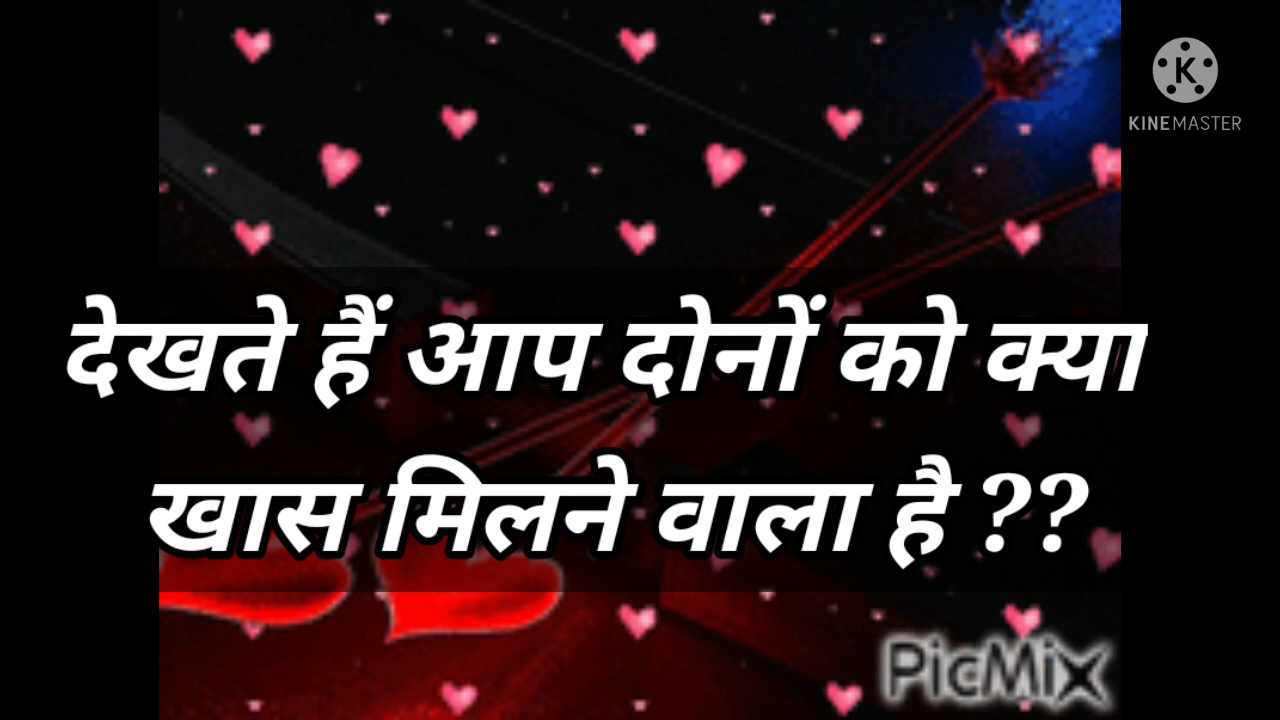 KINEMASTER
देखते हैं आप दोनों को क्या
खास मिलने वाला है ??
PicMix